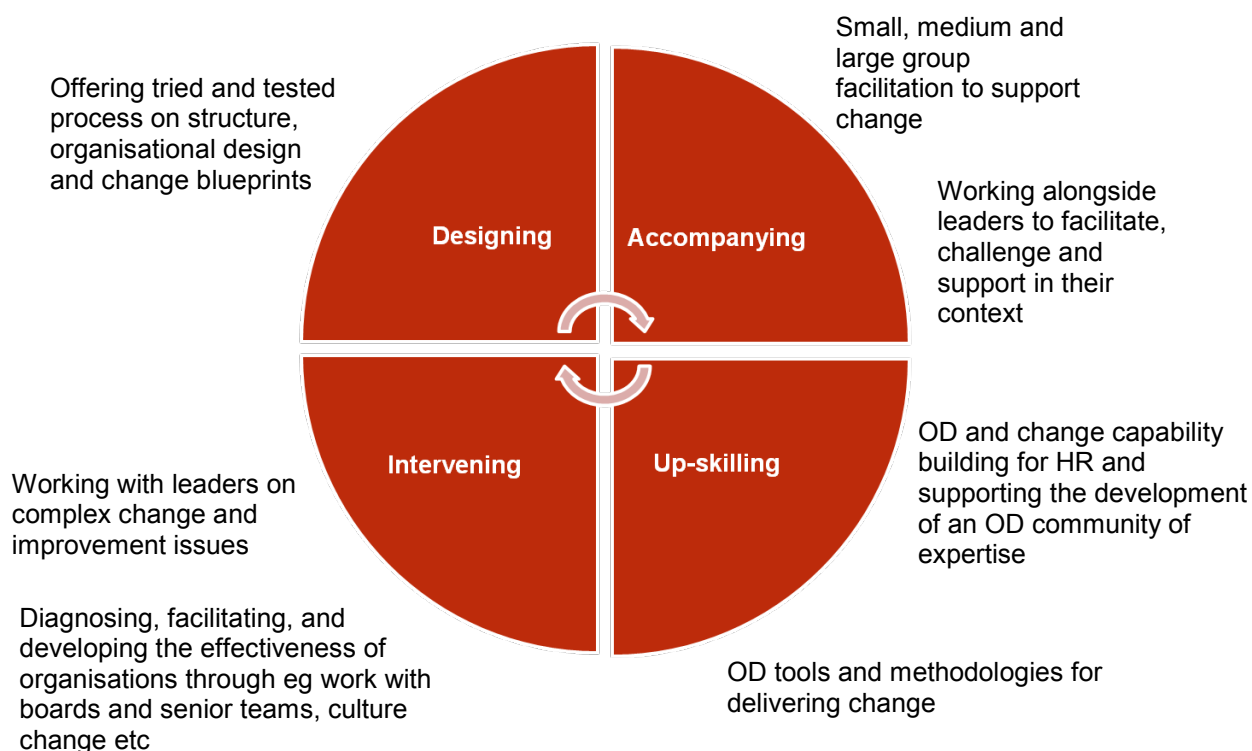 Offering tried and tested
process on structure,
organisational design
and change blueprints
Small, medium and
large group
facilitation to support
change
Designing
Accompanying
Working alongside
leaders to facilitate,
challenge and
support in their
context
Intervening
Up-skilling
Working with leaders on
complex change and
improvement issues
OD and change capability
building for HR and
supporting the development
of an OD community of
expertise
Diagnosing, facilitating, and
developing the effectiveness of
organisations through eg work with
boards and senior teams, culture
change etc
OD tools and methodologies for
delivering change